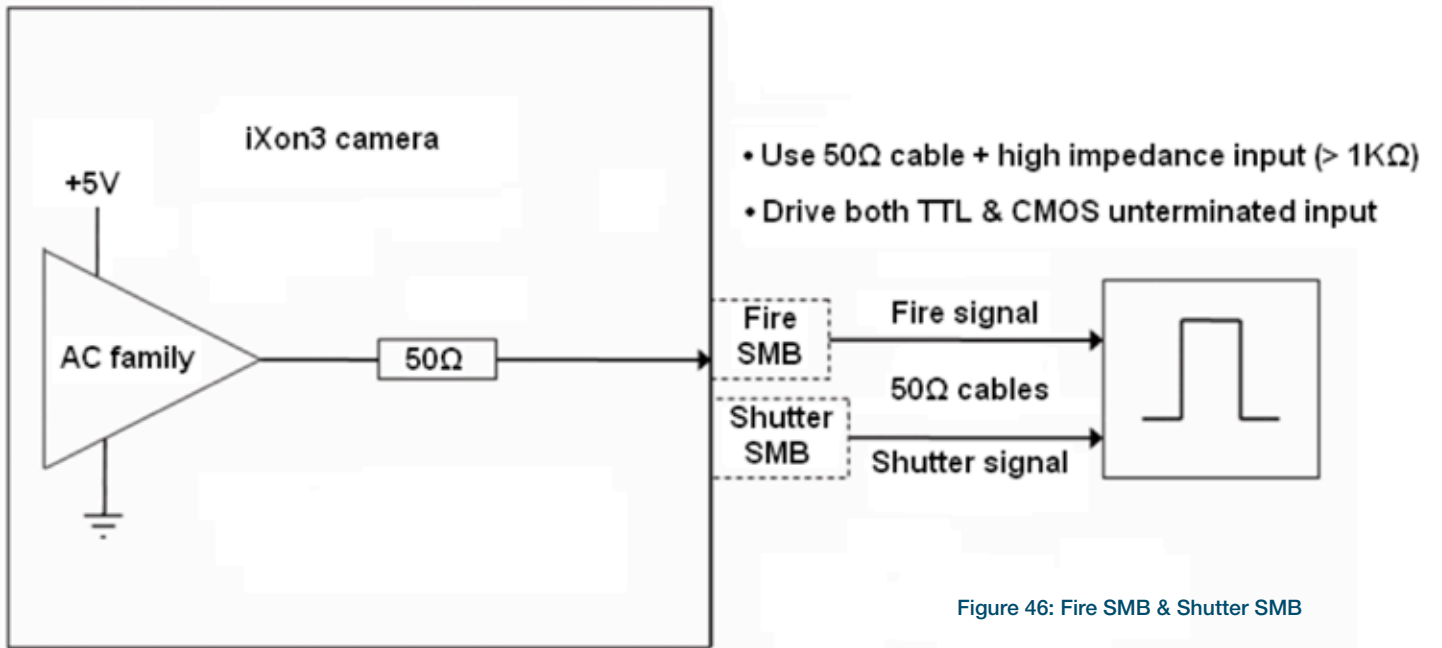 iXon3 camera
+5V
AC family
50Ω
• Use 50Ω cable + high impedance input (> 1KΩ)
• Drive both TTL & CMOS unterminated input
Fire
SMB
Fire signal
50Ω cables
Shutter
SMB
Shutter signal
Figure 46: Fire SMB & Shutter SMB